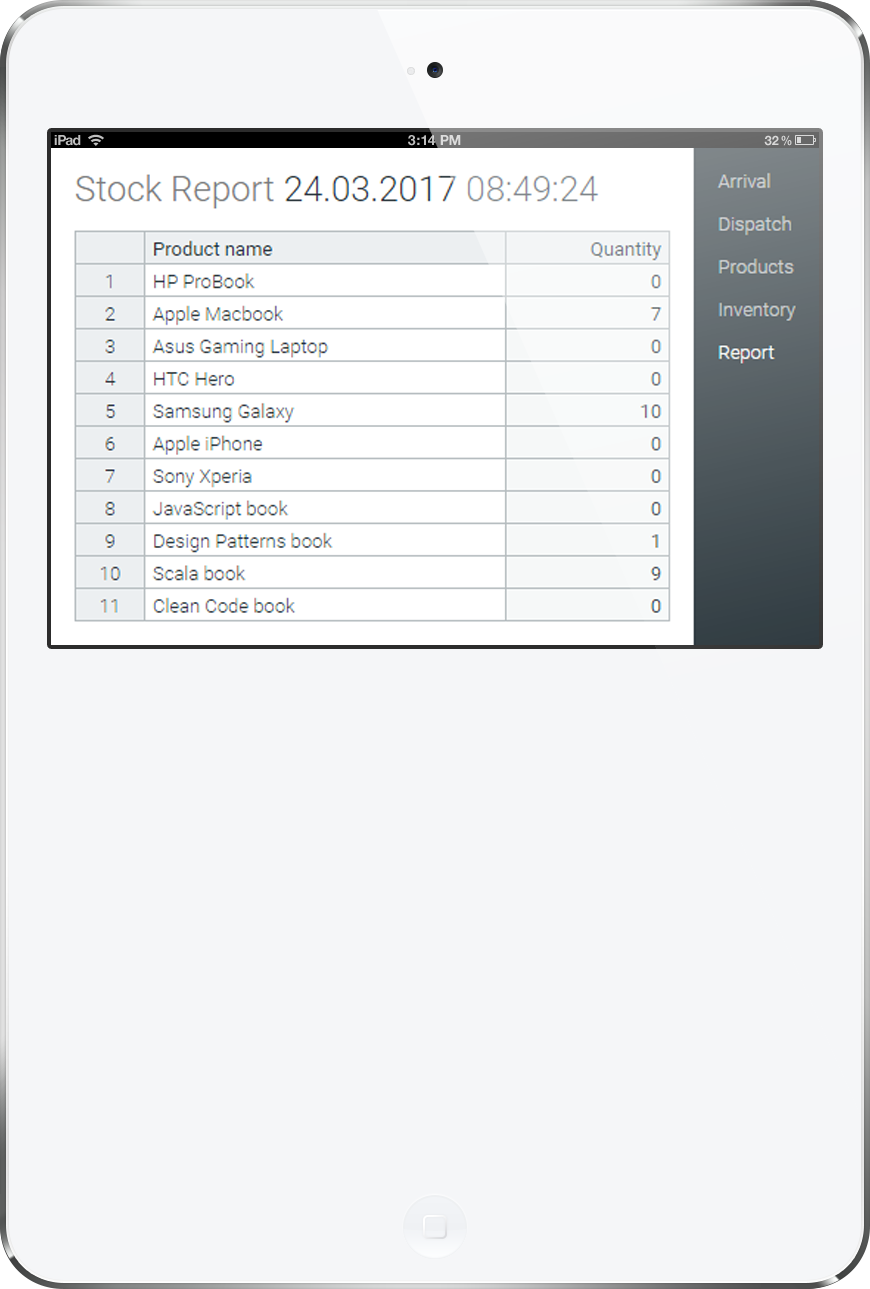 iPad 3:14 PM 32%
Stock Report 24.03.2017 08:49:24
Product name Quantity
1 HP ProBook 0
2 Apple Macbook 7
3 Asus Gaming Laptop 0
4 HTC Hero 0
5 Samsung Galaxy 10
6 Apple iPhone 0
7 Sony Xperia 0
8 JavaScript book 0
9 Design Patterns book 1
10 Scala book 9
11 Clean Code book 0
Arrival
Dispatch
Products
Inventory
Report